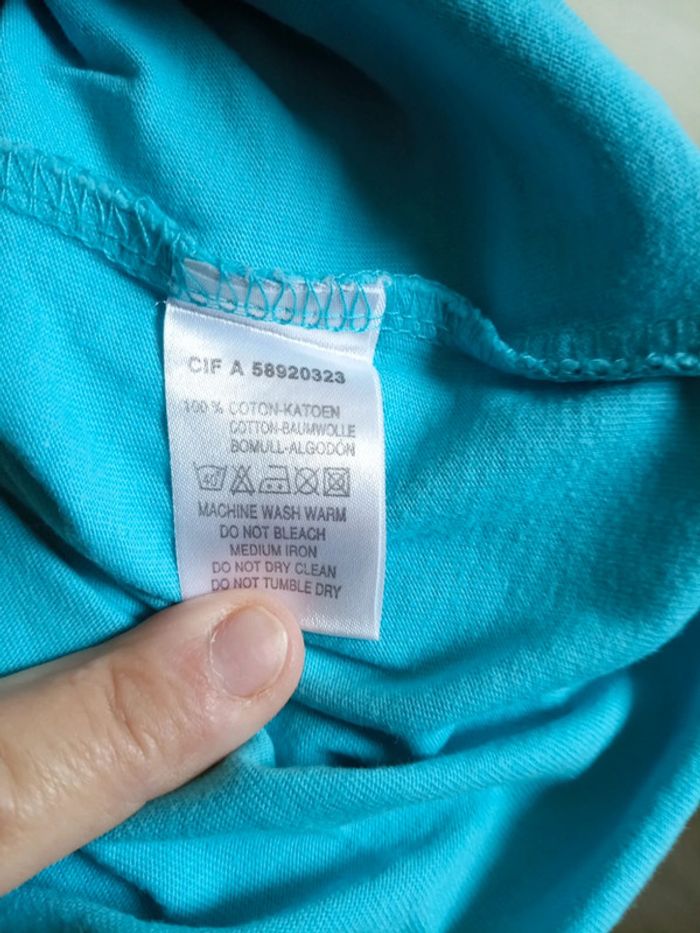 CIF A 58920323
100 % COTON-KATOEN
COTTON-BAUMWOLLE
BOMULL-ALGODÓN
40
MACHINE WASH WARM
DO NOT BLEACH
MEDIUM IRON
DO NOT DRY CLEAN
DO NOT TUMBLE DRY